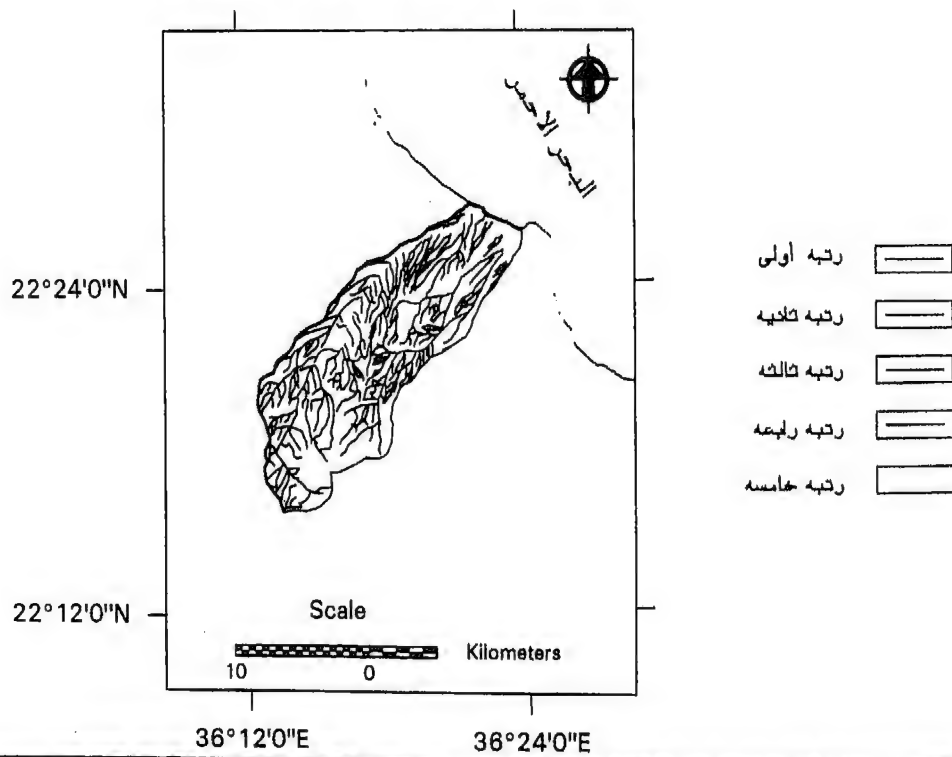 البحر الاحمر
رتبه أولى
22°24'0"N
رتبه ثانيه
رتبه ثالثه
رتبه رابعه
رتبه خامسه
22°12'0"N
Scale
Kilometers
10 0
36°12'0"E 36°24'0"E